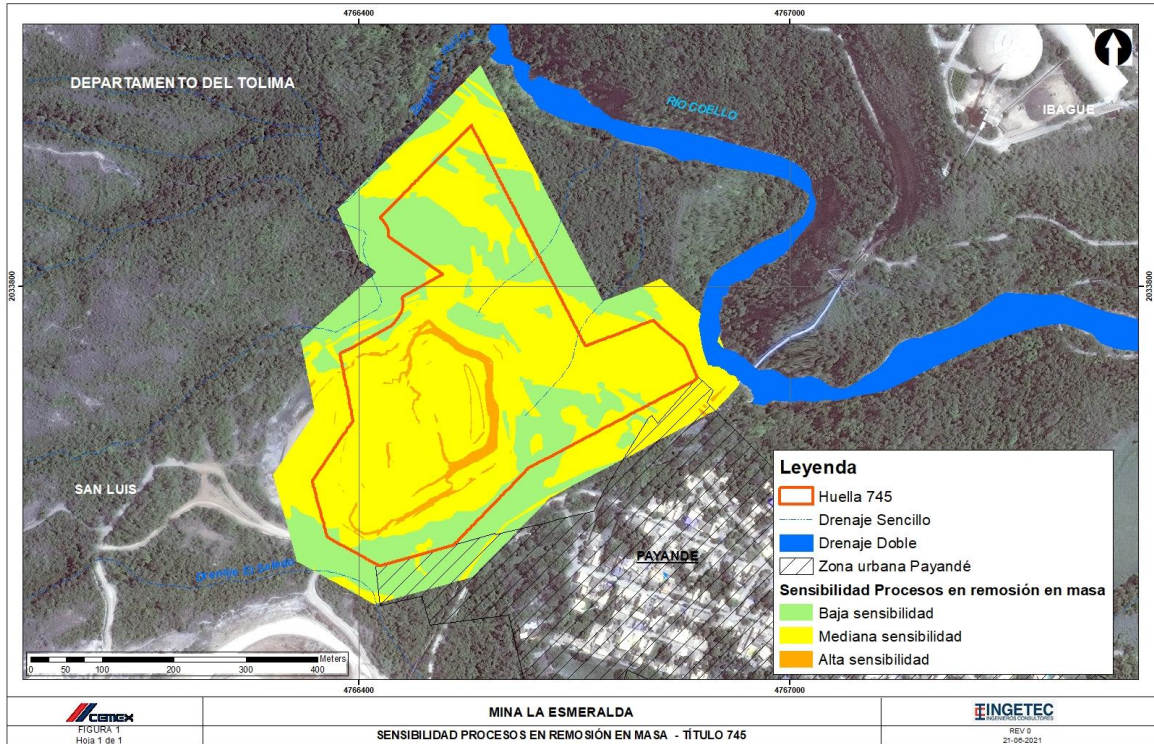 4766400
4767000
DEPARTAMENTO DEL TOLIMA
RÍO COELLO
IBAGUE
2033800
2033800
SAN LUIS
PAYANDE
Leyenda
Huella 745
Drenaje Sencillo
Drenaje Doble
Zona urbana Payandé
Sensibilidad Procesos en remosión en masa
Baja sensibilidad
Mediana sensibilidad
Alta sensibilidad
Meters
0 50 100 200 300 400
4766400
4767000
CEMEX
FIGURA 1
Hoja 1 de 1
MINA LA ESMERALDA
SENSIBILIDAD PROCESOS EN REMOSIÓN EN MASA - TÍTULO 745
INGETEC
INGENIEROS CONSULTORES
REV 0
21-06-2021